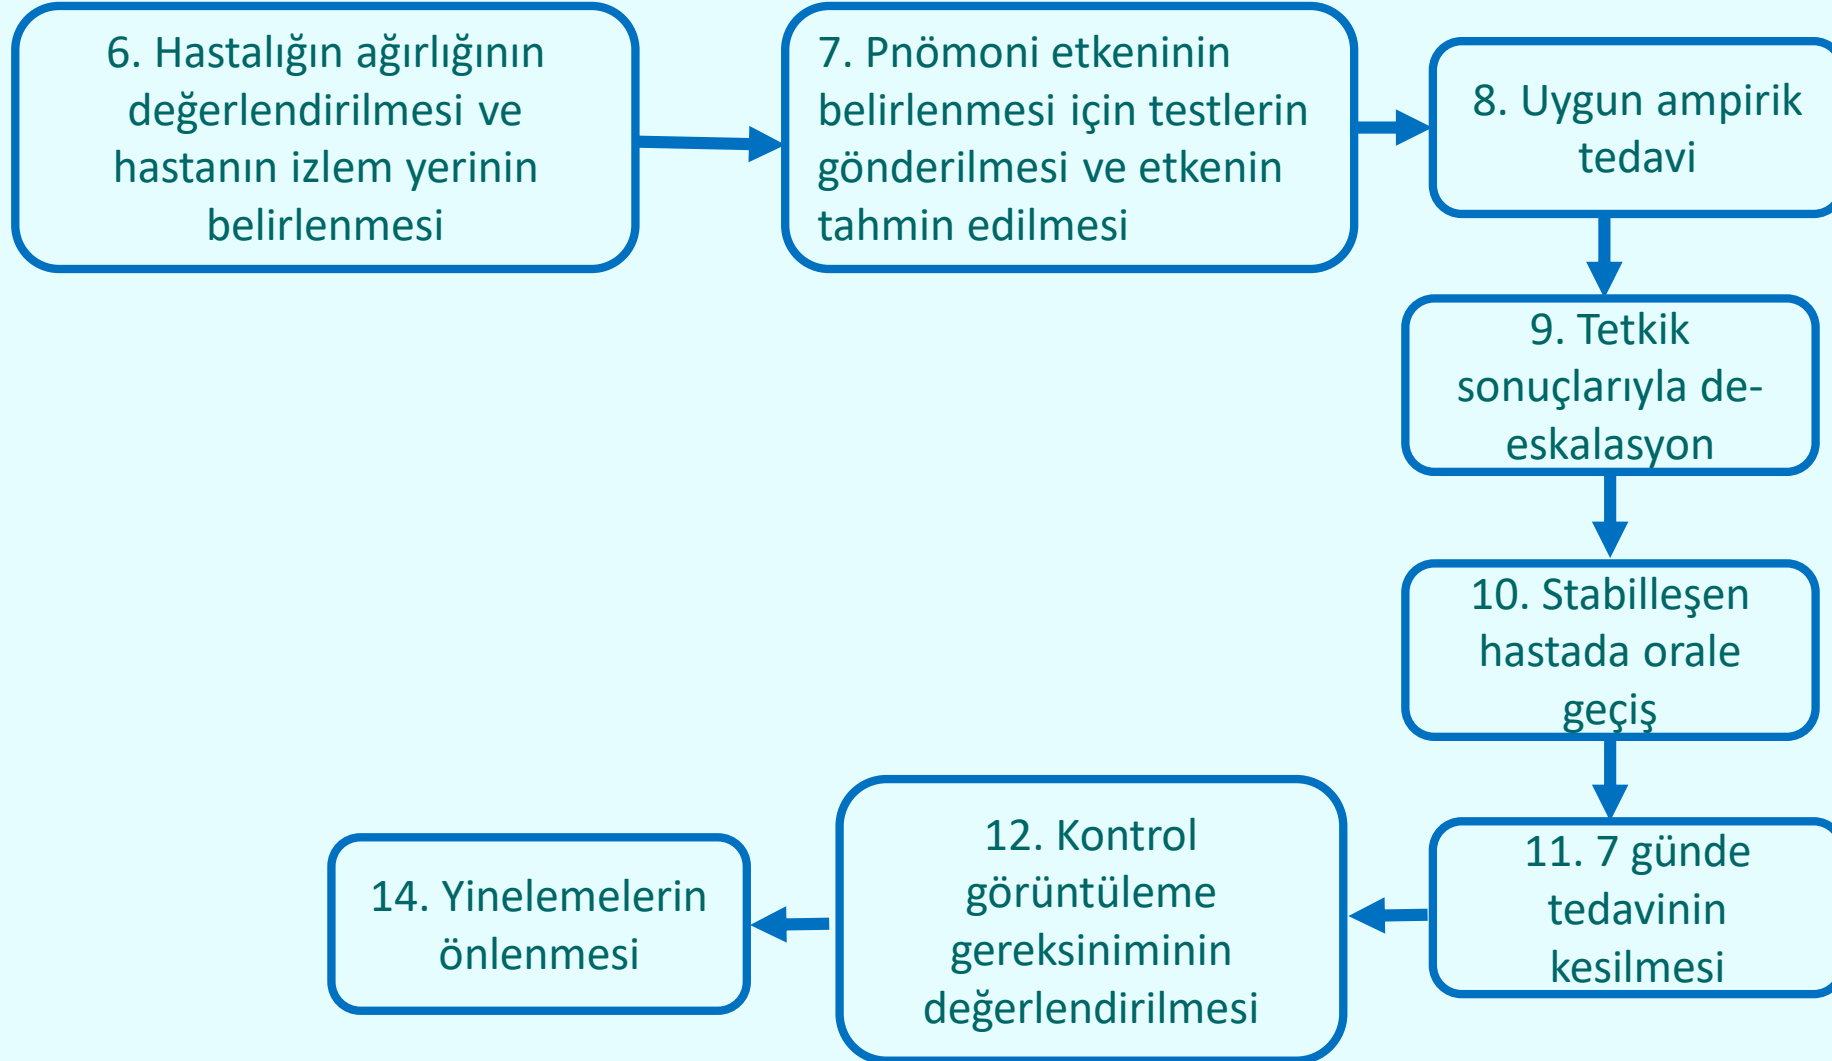 6. Hastalığın ağırlığının
değerlendirilmesi ve
hastanın izlem yerinin
belirlenmesi
7. Pnömoni etkeninin
belirlenmesi için testlerin
gönderilmesi ve etkenin
tahmin edilmesi
8. Uygun ampirik
tedavi
9. Tetkik
sonuçlarıyla de-
eskalasyon
10. Stabilleşen
hastada orale
geçiş
11. 7 günde
tedavinin
kesilmesi
12. Kontrol
görüntüleme
gereksiniminin
değerlendirilmesi
14. Yinelemelerin
önlenmesi